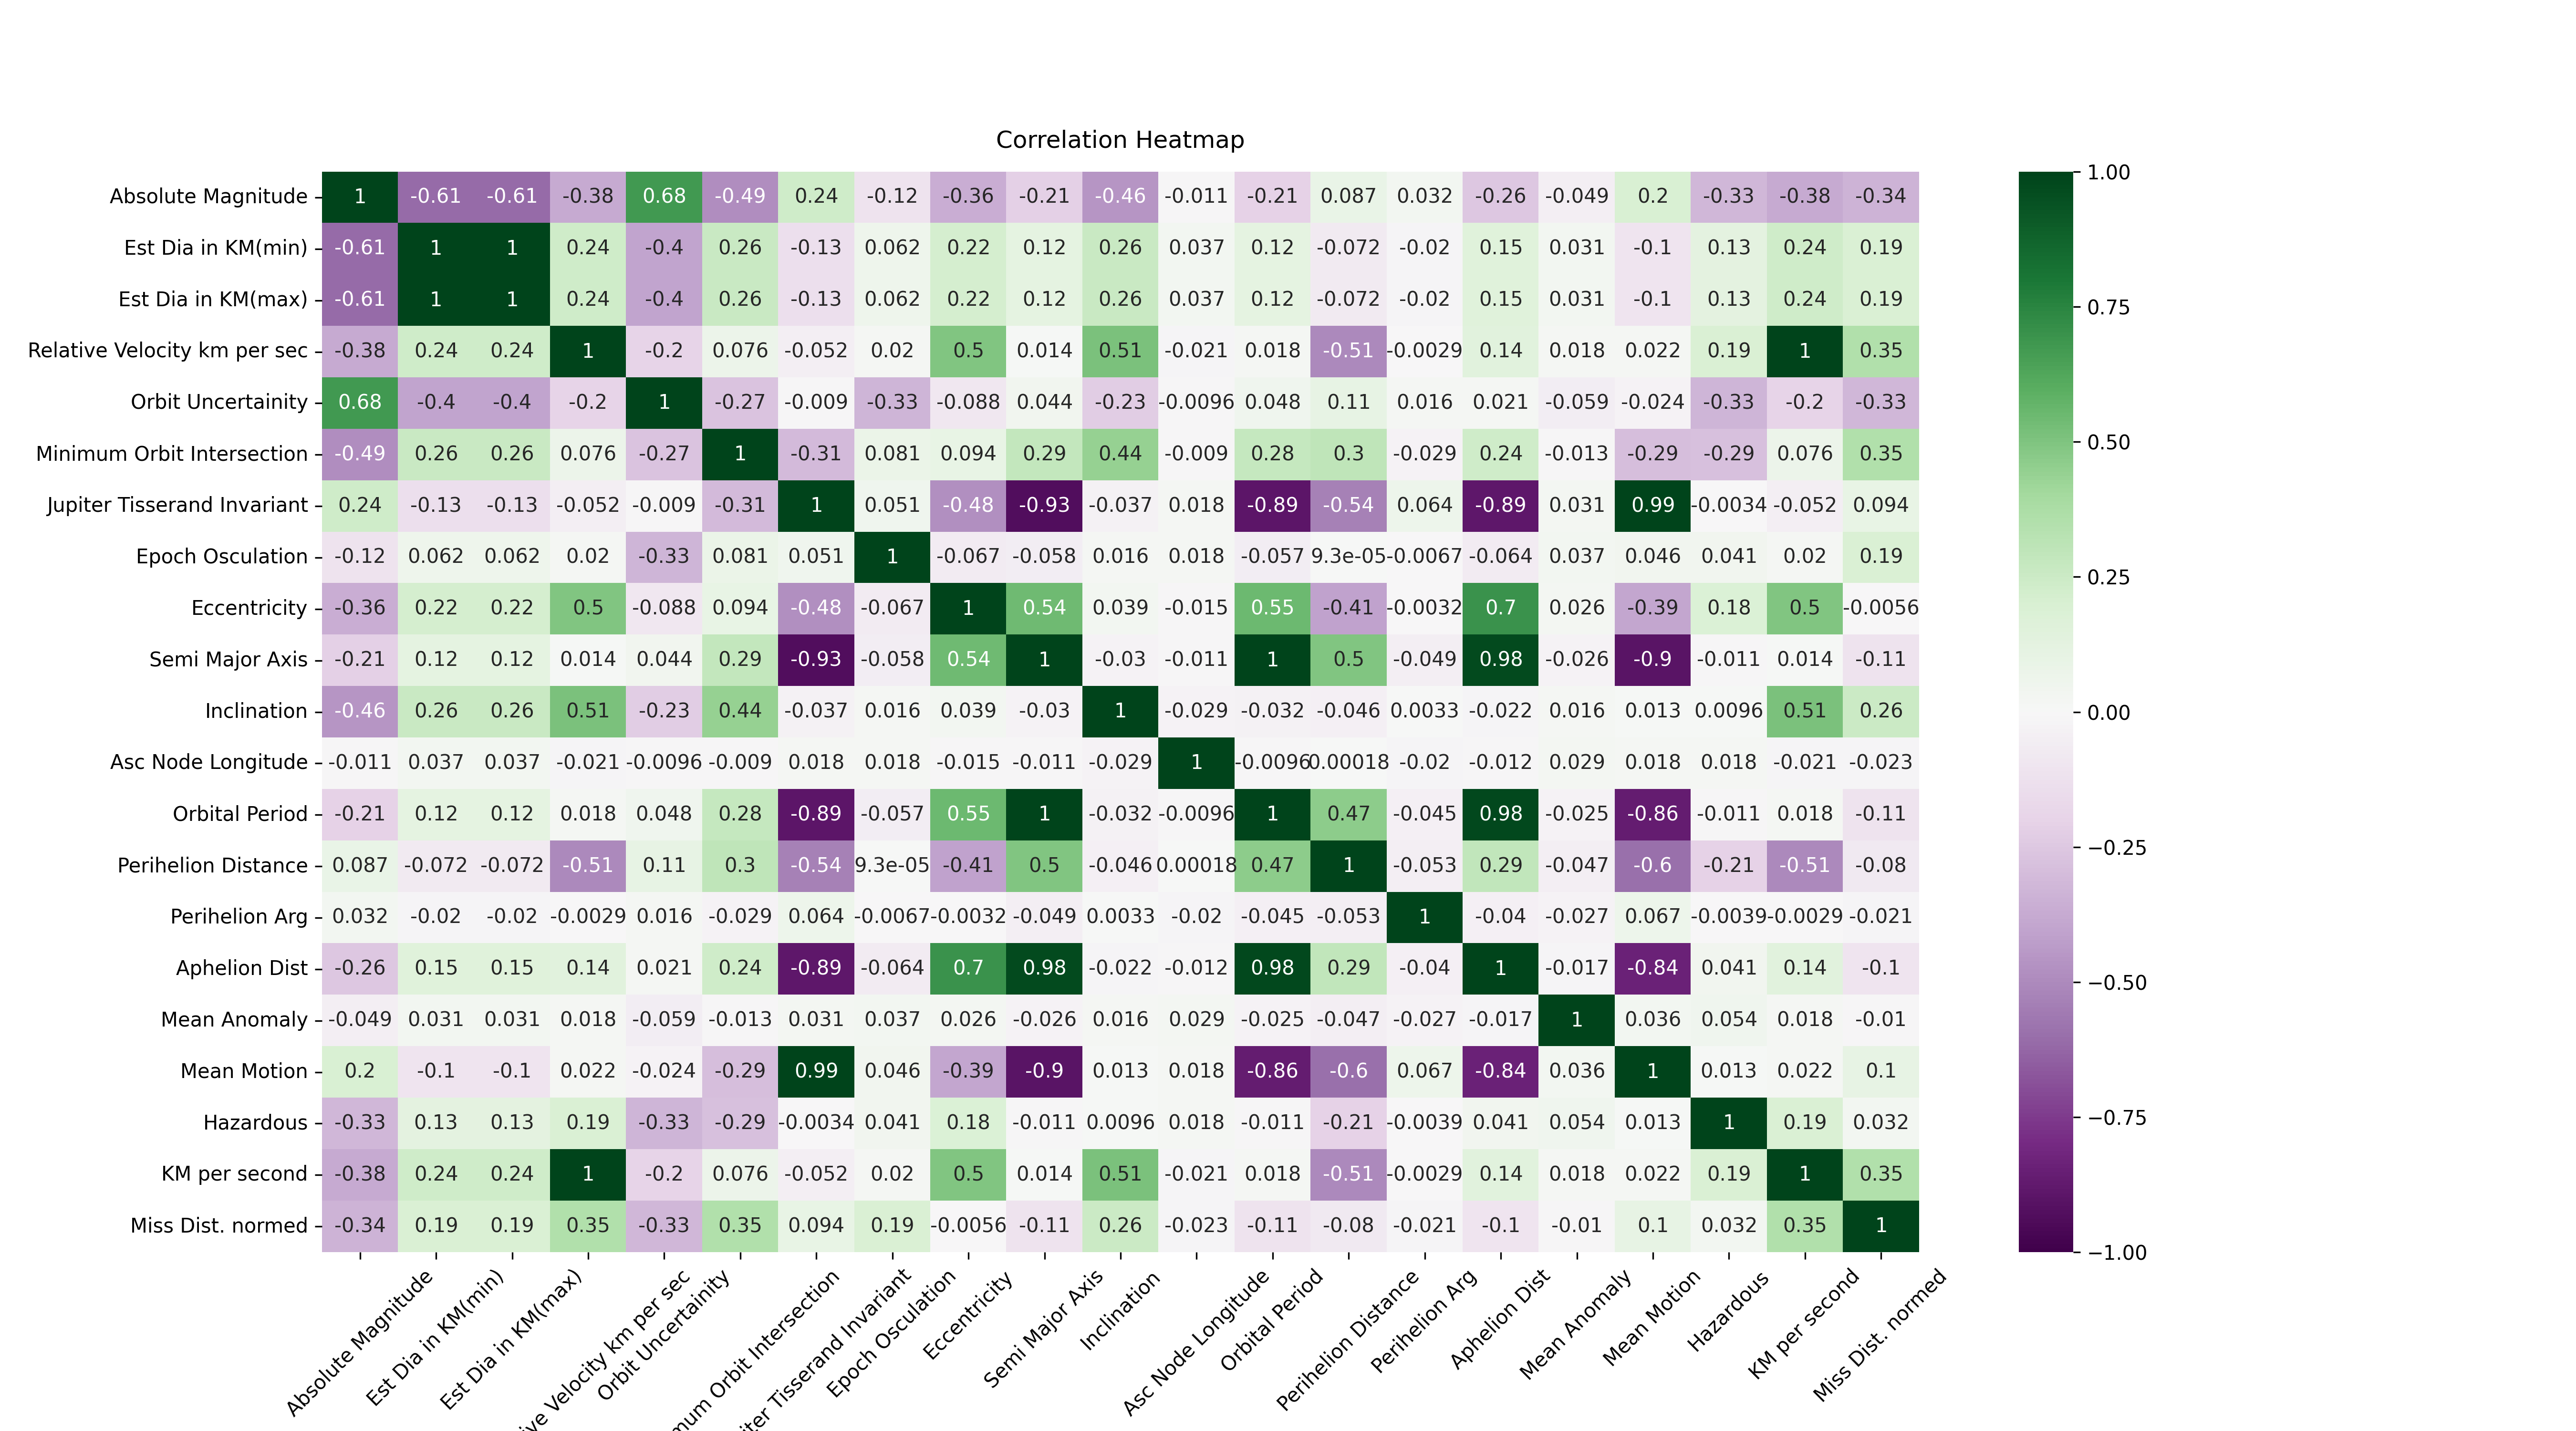 Correlation Heatmap
Absolute Magnitude 1 -0.61 -0.61 -0.38 0.68 -0.49 0.24 -0.12 -0.36 -0.21 -0.46 -0.011 -0.21 0.087 0.032 -0.26 -0.049 0.2 -0.33 -0.38 -0.34
Est Dia in KM(min) -0.61 1 1 0.24 -0.4 0.26 -0.13 0.062 0.22 0.12 0.26 0.037 0.12 -0.072 -0.02 0.15 0.031 -0.1 0.13 0.24 0.19
Est Dia in KM(max) -0.61 1 1 0.24 -0.4 0.26 -0.13 0.062 0.22 0.12 0.26 0.037 0.12 -0.072 -0.02 0.15 0.031 -0.1 0.13 0.24 0.19
Relative Velocity km per sec -0.38 0.24 0.24 1 -0.2 0.076 -0.052 0.02 0.5 0.014 0.51 -0.021 0.018 -0.51 -0.0029 0.14 0.018 0.022 0.19 1 0.35
Orbit Uncertainity 0.68 -0.4 -0.4 -0.2 1 -0.27 -0.009 -0.33 -0.088 0.044 -0.23 -0.0096 0.048 0.11 0.016 0.021 -0.059 -0.024 -0.33 -0.2 -0.33
Minimum Orbit Intersection -0.49 0.26 0.26 0.076 -0.27 1 -0.31 0.081 0.094 0.29 0.44 -0.009 0.28 0.3 -0.029 0.24 -0.013 -0.29 -0.29 0.076 0.35
Jupiter Tisserand Invariant 0.24 -0.13 -0.13 -0.052 -0.009 -0.31 1 0.051 -0.48 -0.93 -0.037 0.018 -0.89 -0.54 0.064 -0.89 0.031 0.99 -0.0034 -0.052 0.094
Epoch Osculation -0.12 0.062 0.062 0.02 -0.33 0.081 0.051 1 -0.067 -0.058 0.016 0.018 -0.057 9.3e-05 -0.0067 -0.064 0.037 0.046 0.041 0.02 0.19
Eccentricity -0.36 0.22 0.22 0.5 -0.088 0.094 -0.48 -0.067 1 0.54 0.039 -0.015 0.55 -0.41 -0.0032 0.7 0.026 -0.39 0.18 0.5 -0.0056
Semi Major Axis -0.21 0.12 0.12 0.014 0.044 0.29 -0.93 -0.058 0.54 1 -0.03 -0.011 1 0.5 -0.049 0.98 -0.026 -0.9 -0.011 0.014 -0.11
Inclination -0.46 0.26 0.26 0.51 -0.23 0.44 -0.037 0.016 0.039 -0.03 1 -0.029 -0.032 -0.046 0.0033 -0.022 0.016 0.013 0.0096 0.51 0.26
Asc Node Longitude -0.011 0.037 0.037 -0.021 -0.0096 -0.009 0.018 0.018 -0.015 -0.011 -0.029 1 -0.0096 0.00018 -0.02 -0.012 0.029 0.018 0.018 -0.021 -0.023
Orbital Period -0.21 0.12 0.12 0.018 0.048 0.28 -0.89 -0.057 0.55 1 -0.032 -0.0096 1 0.47 -0.045 0.98 -0.025 -0.86 -0.011 0.018 -0.11
Perihelion Distance 0.087 -0.072 -0.072 -0.51 0.11 0.3 -0.54 9.3e-05 -0.41 0.5 -0.046 0.00018 0.47 1 -0.053 0.29 -0.047 -0.6 -0.21 -0.51 -0.08
Perihelion Arg 0.032 -0.02 -0.02 -0.0029 0.016 -0.029 0.064 -0.0067 -0.0032 -0.049 0.0033 -0.02 -0.045 -0.053 1 -0.04 -0.027 0.067 -0.0039 -0.0029 -0.021
Aphelion Dist -0.26 0.15 0.15 0.14 0.021 0.24 -0.89 -0.064 0.7 0.98 -0.022 -0.012 0.98 0.29 -0.04 1 -0.017 -0.84 0.041 0.14 -0.1
Mean Anomaly -0.049 0.031 0.031 0.018 -0.059 -0.013 0.031 0.037 0.026 -0.026 0.016 0.029 -0.025 -0.047 -0.027 -0.017 1 0.036 0.054 0.018 -0.01
Mean Motion 0.2 -0.1 -0.1 0.022 -0.024 -0.29 0.99 0.046 -0.39 -0.9 0.013 0.018 -0.86 -0.6 0.067 -0.84 0.036 1 0.013 0.022 0.1
Hazardous -0.33 0.13 0.13 0.19 -0.33 -0.29 -0.0034 0.041 0.18 -0.011 0.0096 0.018 -0.011 -0.21 -0.0039 0.041 0.054 0.013 1 0.19 0.032
KM per second -0.38 0.24 0.24 1 -0.2 0.076 -0.052 0.02 0.5 0.014 0.51 -0.021 0.018 -0.51 -0.0029 0.14 0.018 0.022 0.19 1 0.35
Miss Dist. normed -0.34 0.19 0.19 0.35 -0.33 0.35 0.094 0.19 -0.0056 -0.11 0.26 -0.023 -0.11 -0.08 -0.021 -0.1 -0.01 0.1 0.032 0.35 1
Absolute Magnitude
Est Dia in KM(min)
Est Dia in KM(max)
Velocity km per sec
Orbit Uncertainity
Orbit Intersection
Tisserand Invariant
Epoch Osculation
Eccentricity
Semi Major Axis
Inclination
Asc Node Longitude
Orbital Period
Perihelion Distance
Perihelion Arg
Aphelion Dist
Mean Anomaly
Mean Motion
Hazardous
KM per second
Miss Dist. normed
1.00
0.75
0.50
0.25
0.00
−0.25
−0.50
−0.75
−1.00